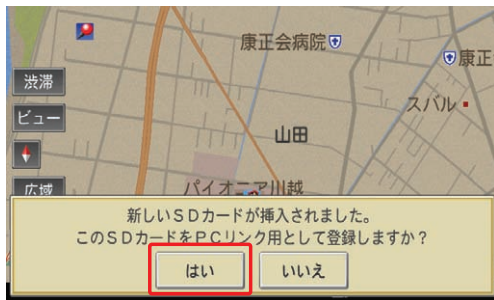 康正会病院
康正
渋滞
スバル
ビュー
山田
広域
パイオニア川越
新しいSDカードが挿入されました。
このSDカードをPCリンク用として登録しますか？
はい
いいえ